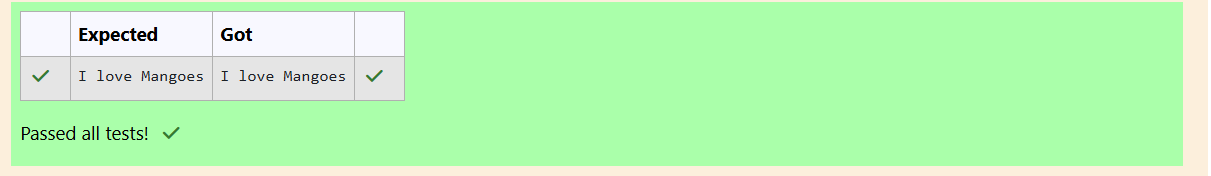 Expected Got
I love Mangoes I love Mangoes
Passed all tests!